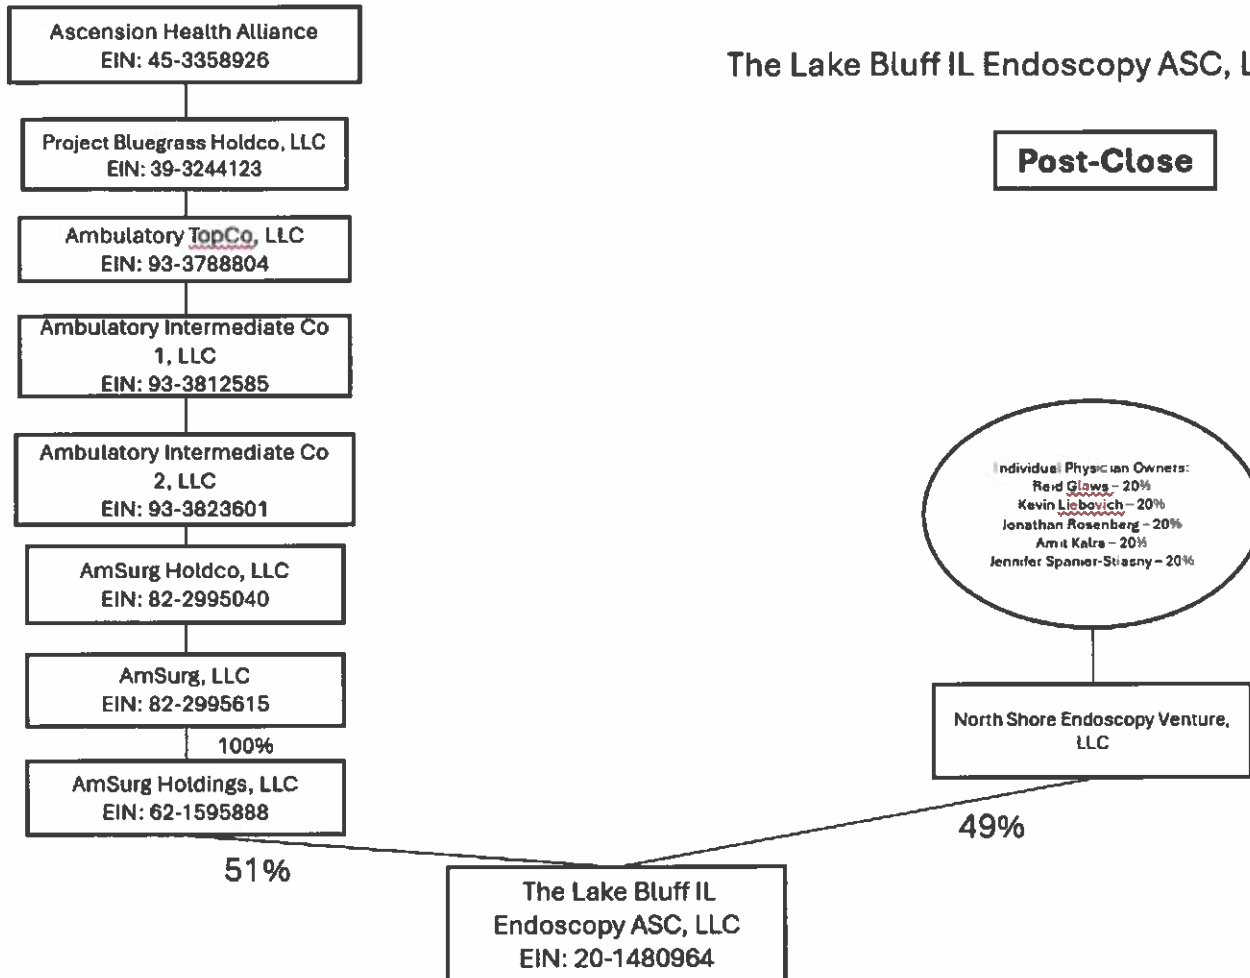 Ascension Health Alliance
EIN: 45-3358926
The Lake Bluff IL Endoscopy ASC, L
Project Bluegrass Holdco, LLC
EIN: 39-3244123
Post-Close
Ambulatory TopCo, LLC
EIN: 93-3788804
Ambulatory Intermediate Co
1, LLC
EIN: 93-3812585
Ambulatory Intermediate Co
2, LLC
EIN: 93-3823601
Individual Physician Owners:
Reid Glaws – 20%
Kevin Liebovich – 20%
Jonathan Rosenberg – 20%
Amit Kalra – 20%
Jennifer Spanier-Stiasny – 20%
AmSurg Holdco, LLC
EIN: 82-2995040
AmSurg, LLC
EIN: 82-2995615
100%
North Shore Endoscopy Venture,
LLC
AmSurg Holdings, LLC
EIN: 62-1595888
51%
49%
The Lake Bluff IL
Endoscopy ASC, LLC
EIN: 20-1480964